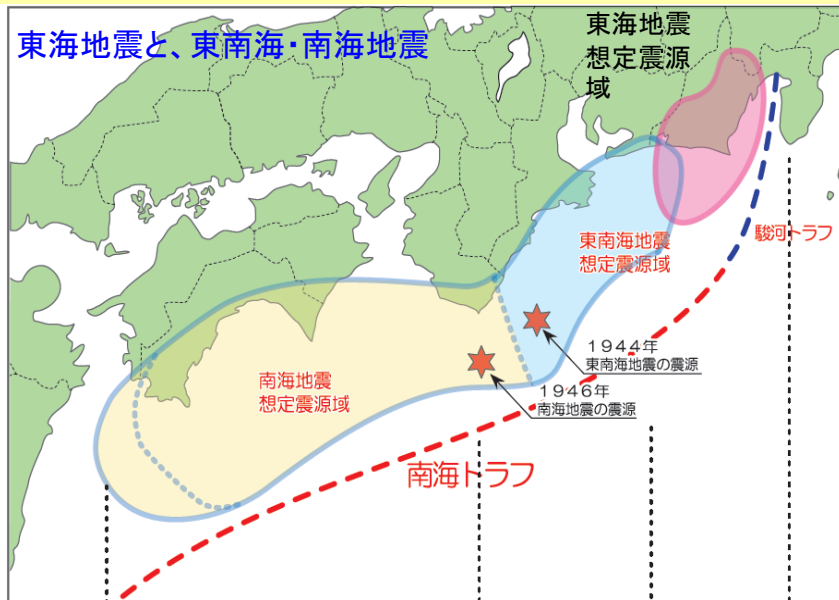 東海地震と、東南海・南海地震
東海地震
想定震源
域
駿河トラフ
東南海地震
想定震源域
1944年
東南海地震の震源
南海地震
想定震源域
1946年
南海地震の震源
南海トラフ